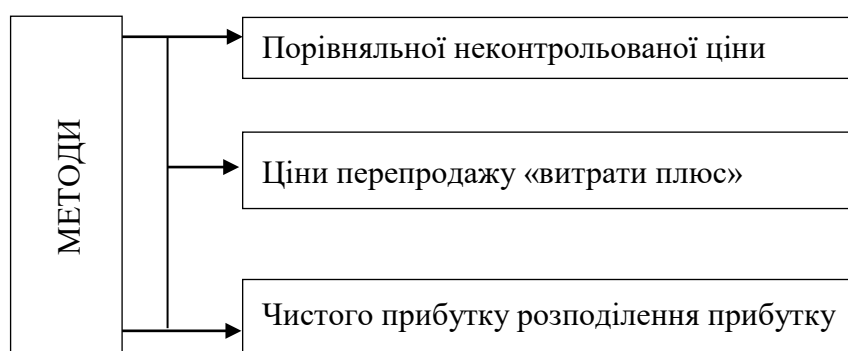 МЕТОДИ
Порівняльної неконтрольованої ціни
Ціни перепродажу «витрати плюс»
Чистого прибутку розподілення прибутку